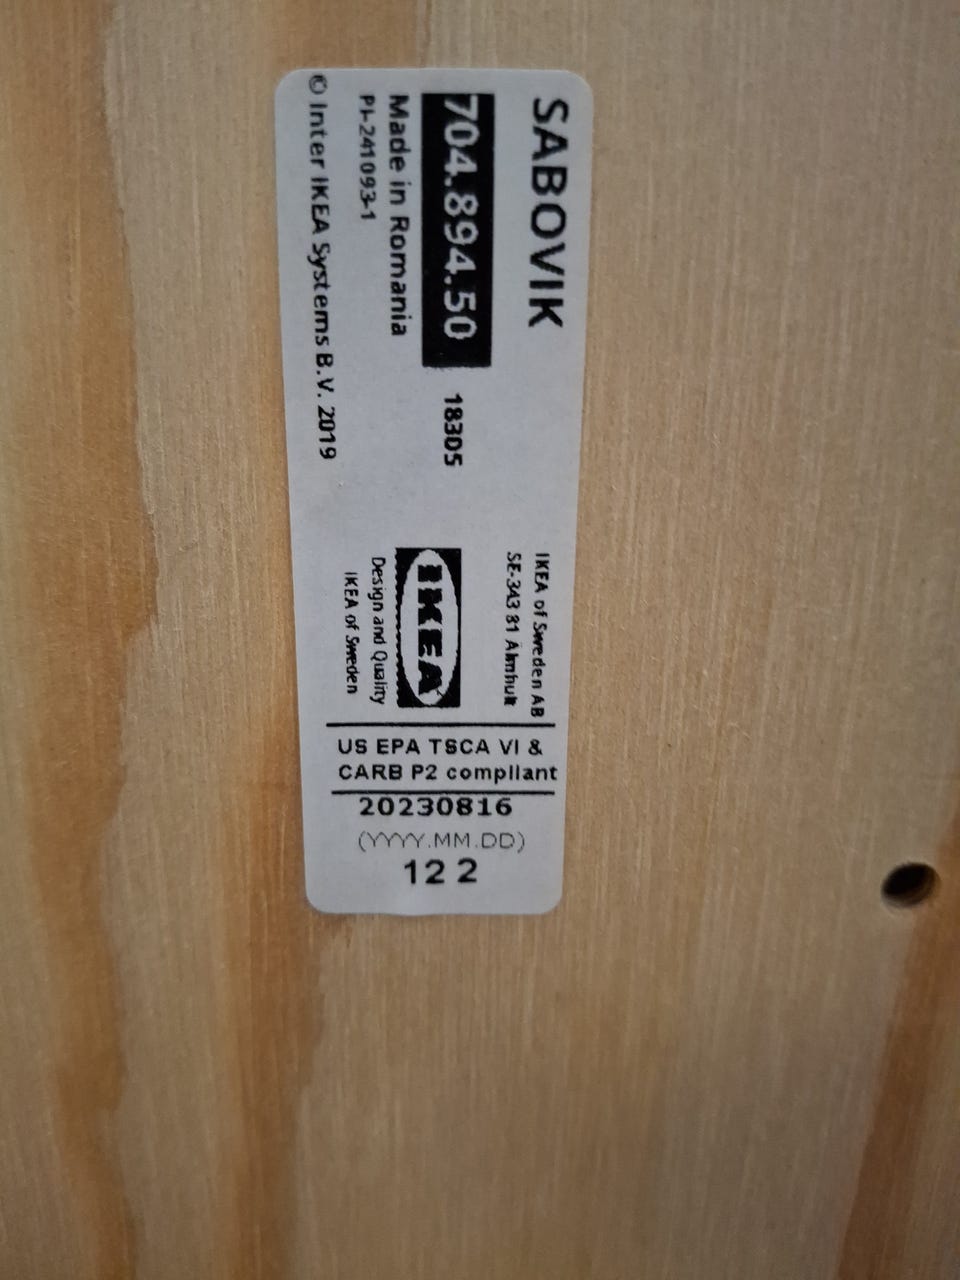 SABOVIK
704.894.50
18305
Made in Romania
PI-241093-1
© Inter IKEA Systems B.V. 2019
IKEA of Sweden AB
SE-343 81 Älmhult
IKEA
Design and Quality
IKEA of Sweden
US EPA TSCA VI &
CARB P2 compliant
20230816
(YYYY.MM.DD)
12 2